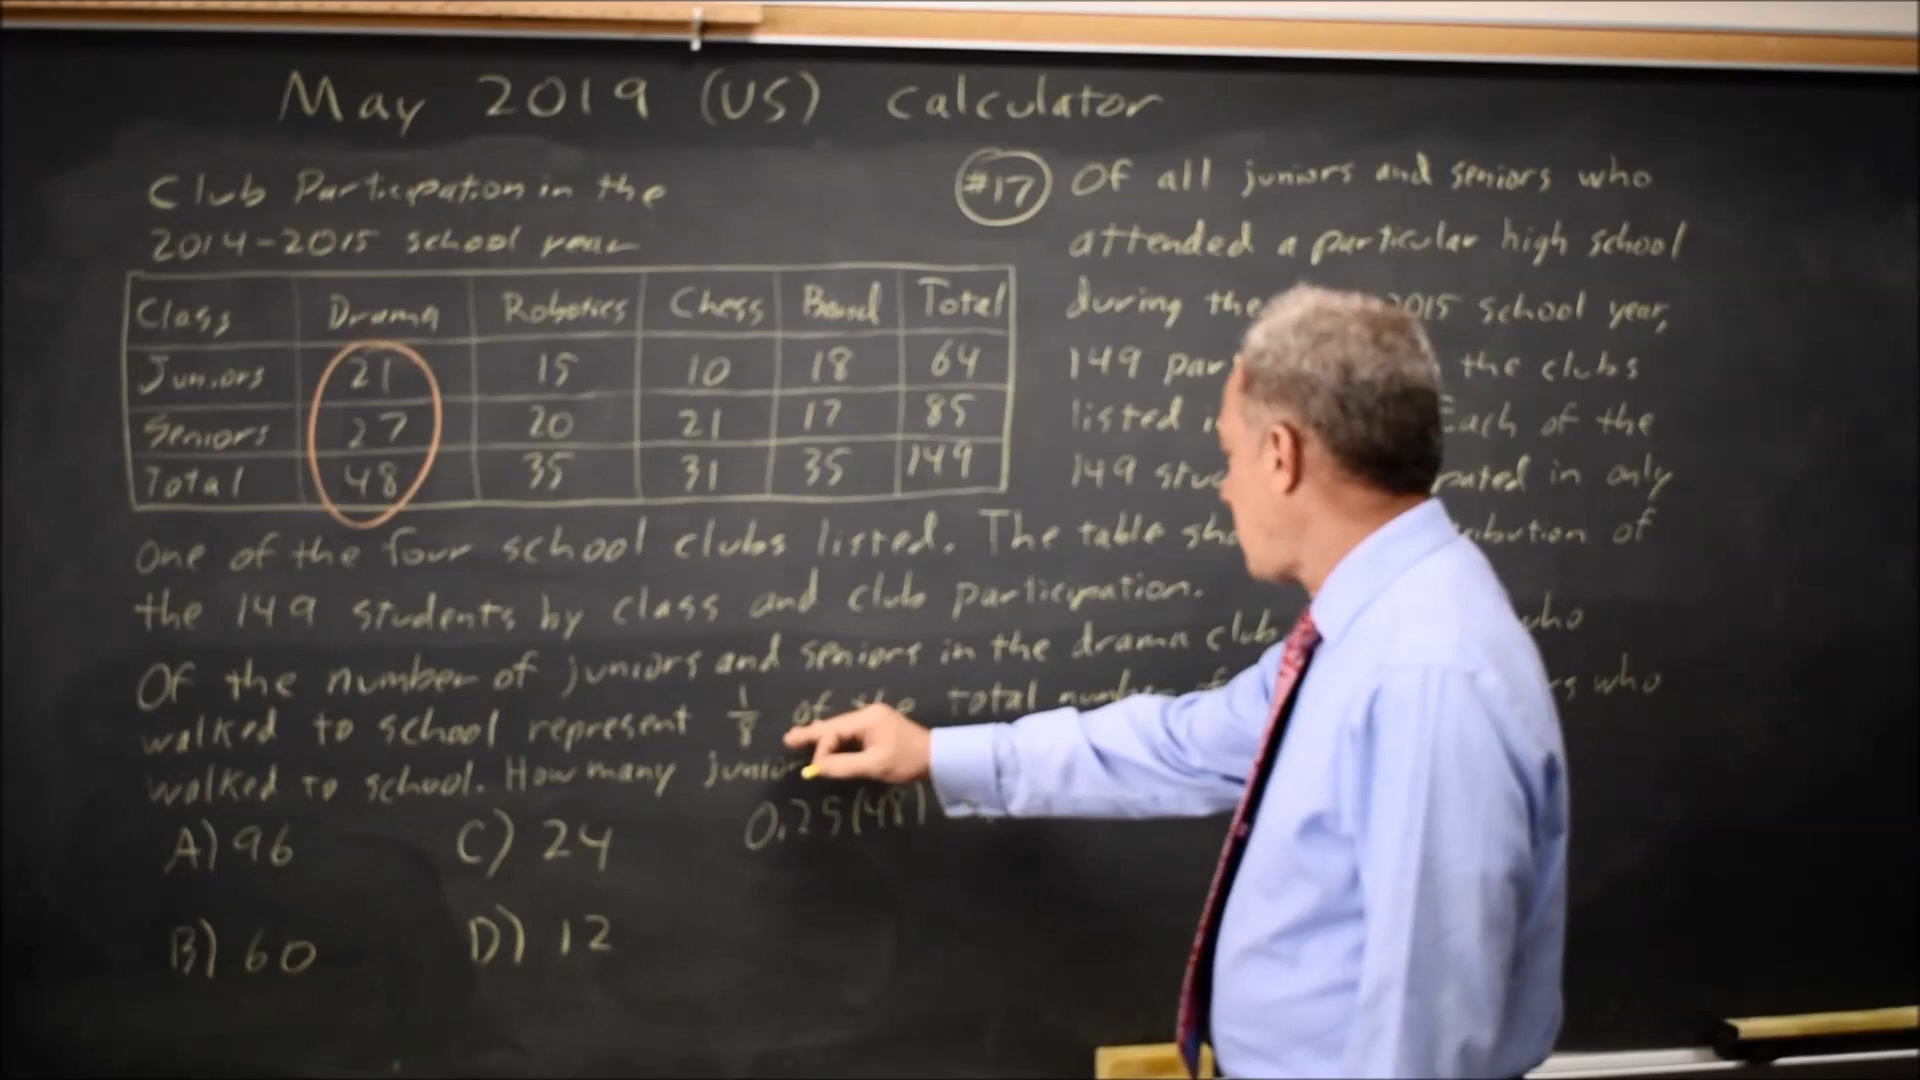 May 2019 (US) Calculator
Club Participation in the
2014-2015 school year
Class Drama Robotics Chess Band Total
Juniors 21 15 10 18 64
Seniors 27 20 21 17 85
Total 48 35 31 35 149
#17 Of all juniors and seniors who
attended a particular high school
during the 2015 school year,
149 the clubs
listed Each of the
149 in only
One of the four school clubs listed. The table of
the 149 students by class and club participation.
Of the number of juniors and seniors in the drama club who
walked to school represent 1/8 of the total number who
walked to school. How many
A) 96 C) 24 0.25(48)
B) 60 D) 12